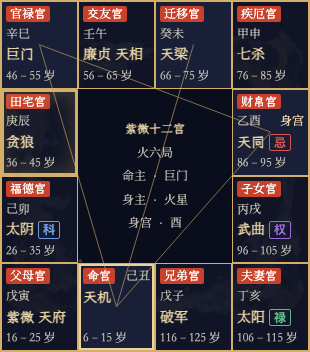 官禄宫
辛巳
巨门
46 – 55 岁
交友宫
壬午
廉贞 天相
56 – 65 岁
迁移宫
癸未
天梁
66 – 75 岁
疾厄宫
甲申
七杀
76 – 85 岁
田宅宫
庚辰
贪狼
36 – 45 岁
紫微十二宫
火六局
命主 · 巨门
身主 · 火星
身宫 · 酉
财帛宫
乙酉 身宫
天同 忌
86 – 95 岁
福德宫
己卯
太阴 科
26 – 35 岁
子女宫
丙戌
武曲 权
96 – 105 岁
父母宫
戊寅
紫微 天府
16 – 25 岁
命宫 己丑
天机
6 – 15 岁
兄弟宫
戊子
破军
116 – 125 岁
夫妻宫
丁亥
太阳 禄
106 – 115 岁